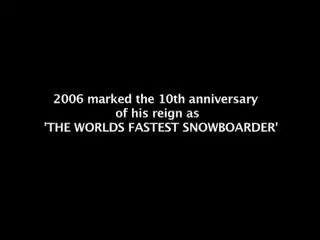 2006 marked the 10th anniversary
of his reign as
'THE WORLDS FASTEST SNOWBOARDER'